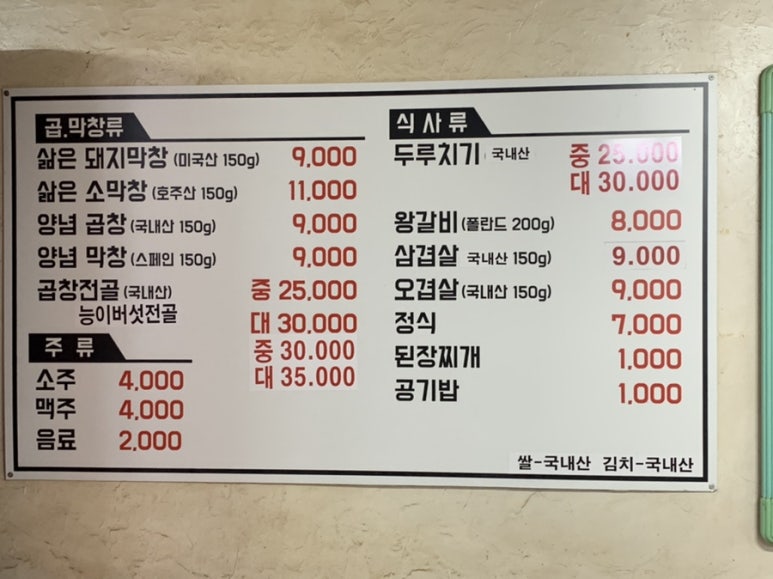 곱.막창류
삶은 돼지막창 (미국산 150g) 9,000
삶은 소막창 (호주산 150g) 11,000
양념 곱창 (국내산 150g) 9,000
양념 막창 (스페인 150g) 9,000
곱창전골 (국내산) 중 25,000
대 30,000
능이버섯전골 중 30.000
대 35.000
주 류
소주 4,000
맥주 4,000
음료 2,000
식 사 류
두루치기 국내산 중 25.000
대 30.000
왕갈비 (폴란드 200g) 8,000
삼겹살 국내산 150g) 9.000
오겹살 (국내산 150g) 9,000
정식 7,000
된장찌개 1,000
공기밥 1,000
쌀-국내산 김치-국내산